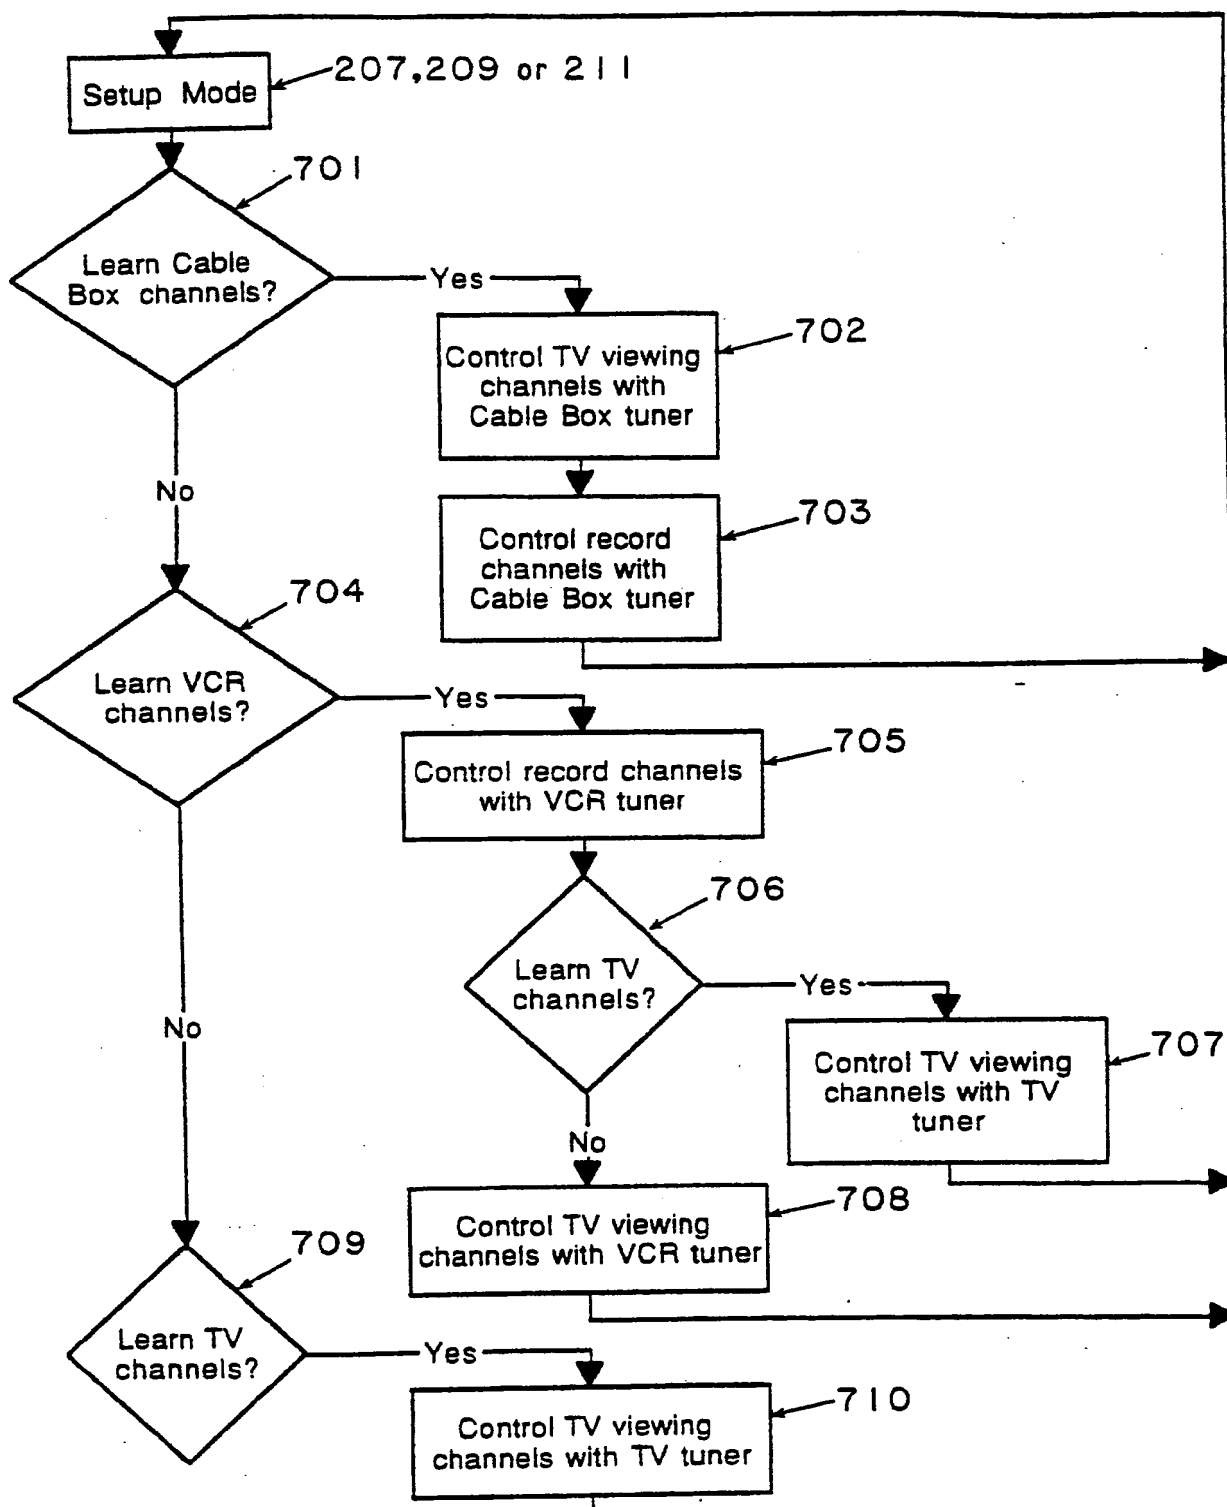 207,209 or 211
Setup Mode
701
Learn Cable
Box channels?
Yes
702
Control TV viewing
channels with
Cable Box tuner
No
703
Control record
channels with
Cable Box tuner
704
Learn VCR
channels?
Yes
705
Control record channels
with VCR tuner
706
Learn TV
channels?
Yes
707
Control TV viewing
channels with TV
tuner
No
No
708
Control TV viewing
channels with VCR tuner
709
Learn TV
channels?
Yes
710
Control TV viewing
channels with TV tuner